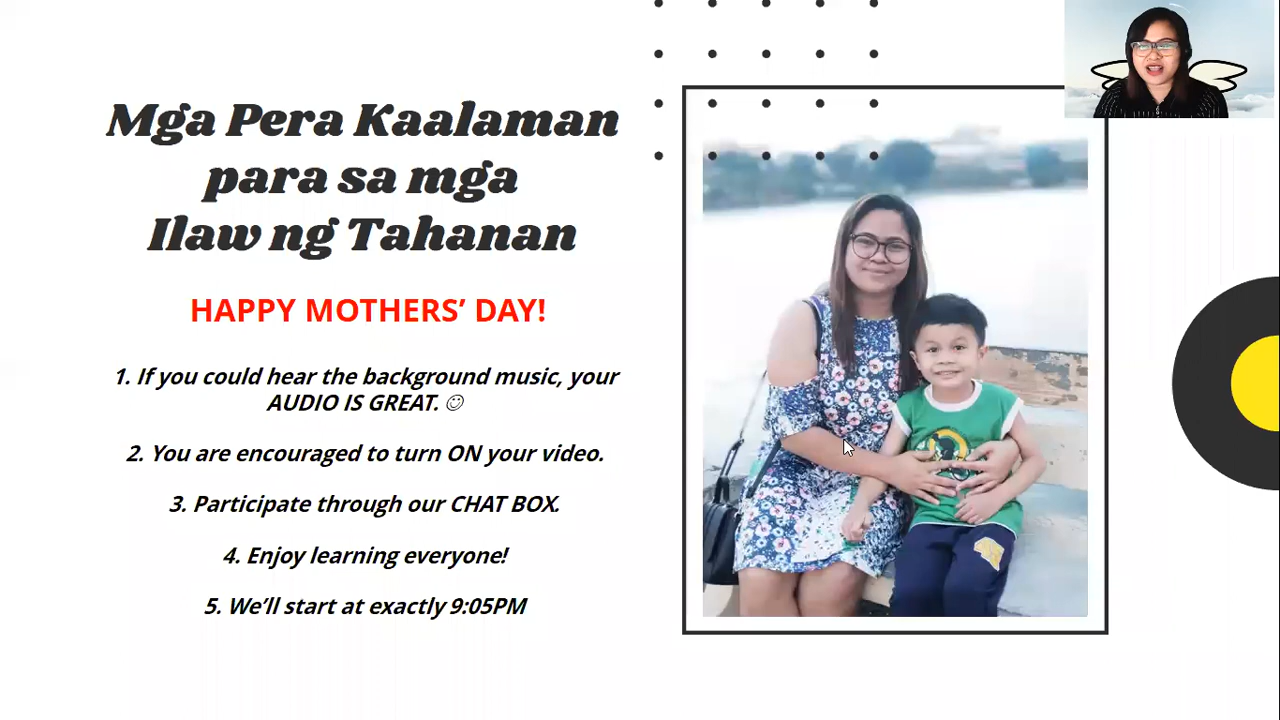 Mga Pera Kaalaman
para sa mga
Ilaw ng Tahanan
HAPPY MOTHERS’ DAY!
1. If you could hear the background music, your
AUDIO IS GREAT. ☺
2. You are encouraged to turn ON your video.
3. Participate through our CHAT BOX.
4. Enjoy learning everyone!
5. We’ll start at exactly 9:05PM